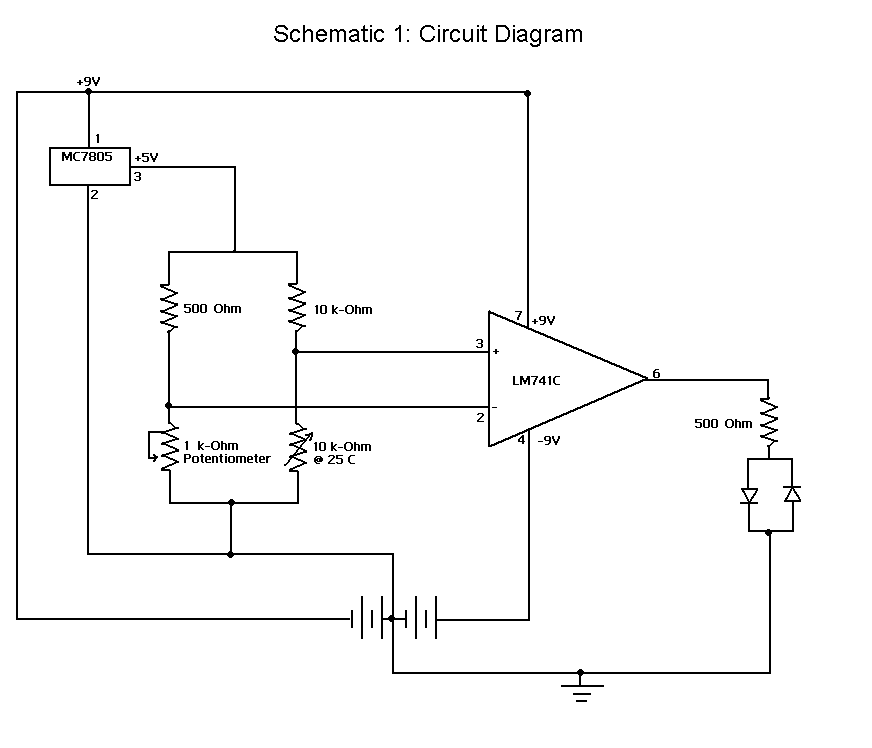 Schematic 1: Circuit Diagram
+9V
1
MC7805
+5V
3
2
500 Ohm
10 k-Ohm
7
+9V
3
+
LM741C
6
-
2
4
-9V
500 Ohm
1 k-Ohm
Potentiometer
10 k-Ohm
@ 25 C